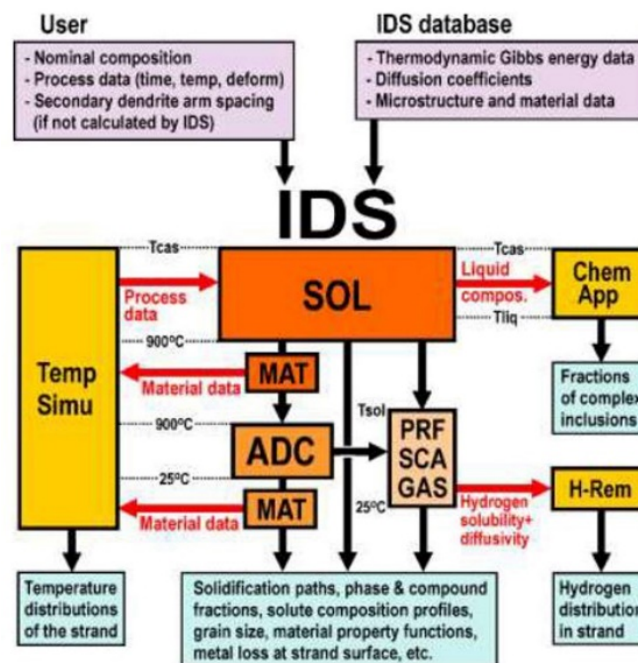 User
IDS database
- Nominal composition
- Process data (time, temp, deform)
- Secondary dendrite arm spacing
(if not calculated by IDS)
- Thermodynamic Gibbs energy data
- Diffusion coefficients
- Microstructure and material data
IDS
Tcas
Tcas
Process
data
SOL
Liquid
compos.
Chem
App
Tliq
900°C
Temp
Simu
MAT
Material data
Fractions
of complex
inclusions
Tsol
900°C
ADC
PRF
SCA
GAS
25°C
25°C
H-Rem
Hydrogen
solubility+
diffusivity
MAT
Material data
Temperature
distributions
of the strand
Solidification paths, phase & compound
fractions, solute composition profiles,
grain size, material property functions,
metal loss at strand surface, etc.
Hydrogen
distribution
in strand